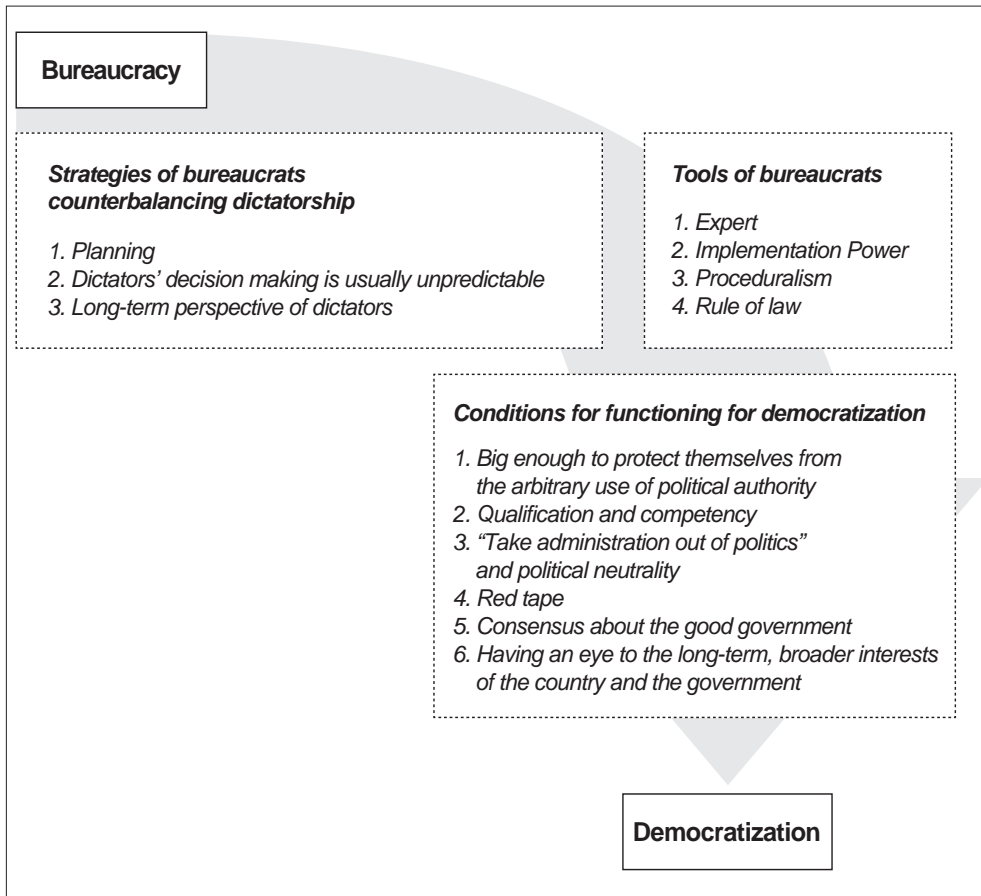 Bureaucracy
Strategies of bureaucrats
counterbalancing dictatorship
1. Planning
2. Dictators’ decision making is usually unpredictable
3. Long-term perspective of dictators
Tools of bureaucrats
1. Expert
2. Implementation Power
3. Proceduralism
4. Rule of law
Conditions for functioning for democratization
1. Big enough to protect themselves from
the arbitrary use of political authority
2. Qualification and competency
3. “Take administration out of politics”
and political neutrality
4. Red tape
5. Consensus about the good government
6. Having an eye to the long-term, broader interests
of the country and the government
Democratization